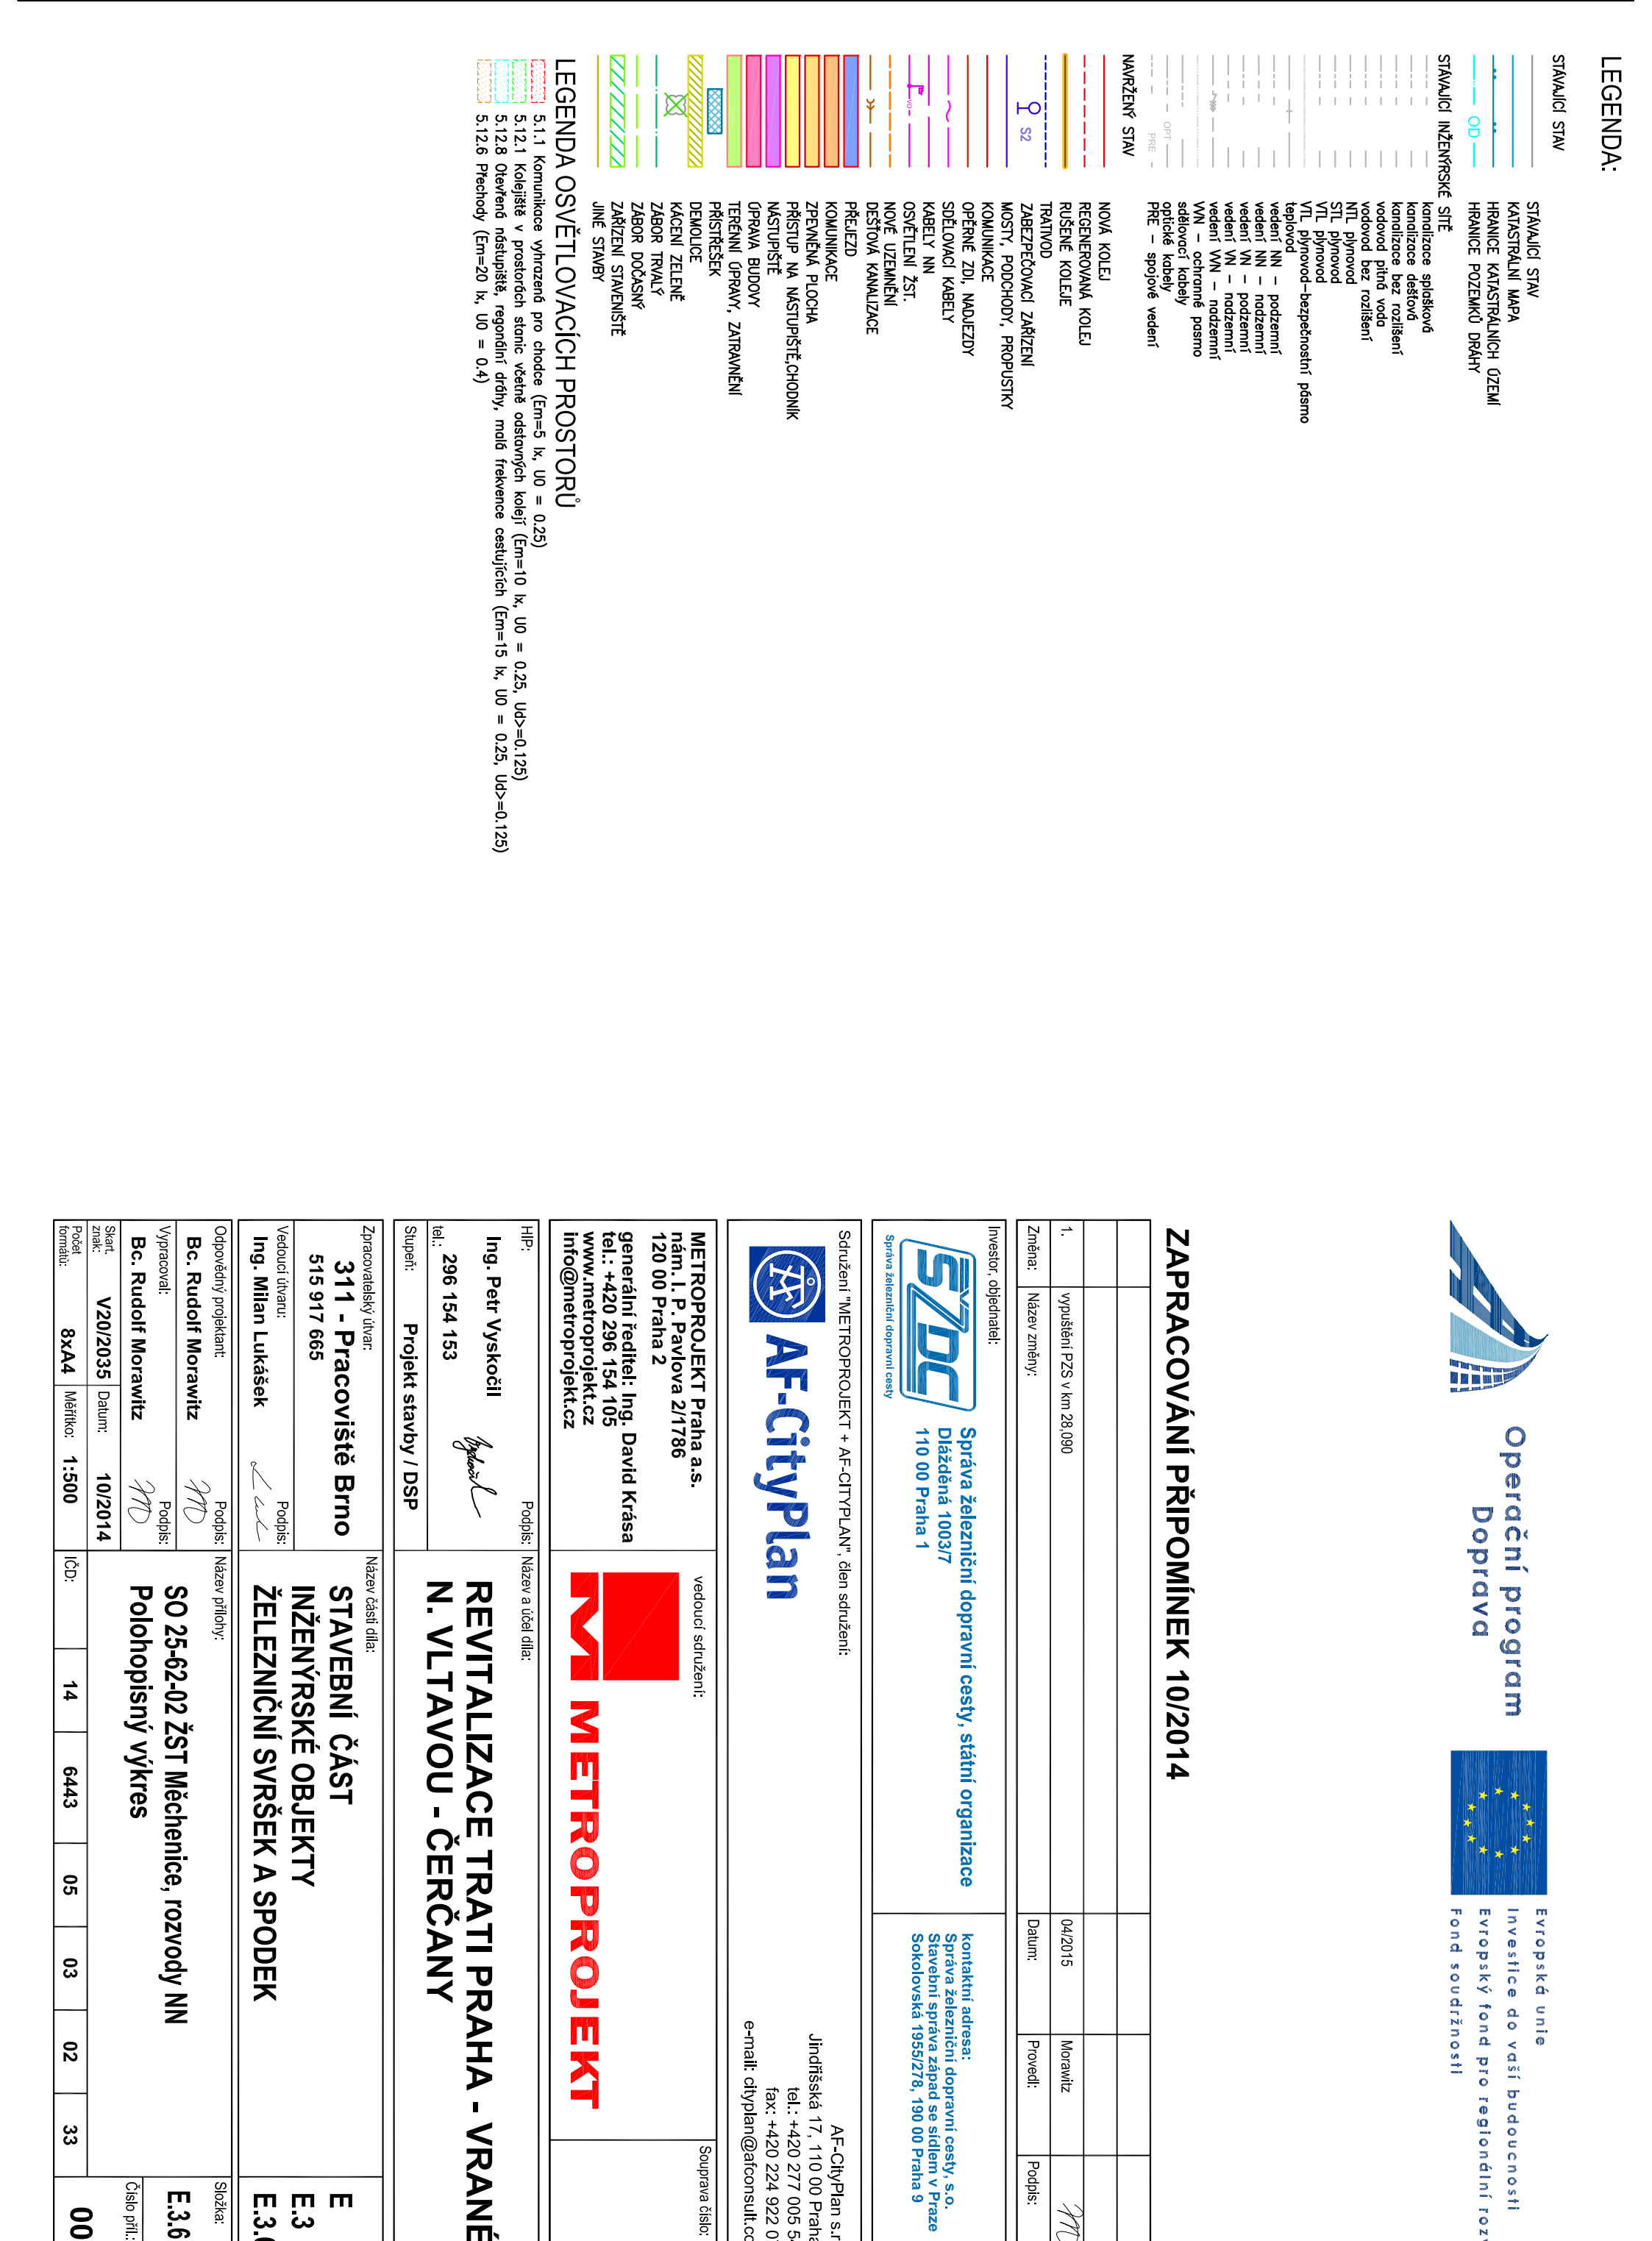 LEGENDA:
STÁVAJÍCÍ STAV
STÁVAJÍCÍ STAV
KATASTRÁLNÍ MAPA
HRANICE KATASTRÁLNÍCH ÚZEMÍ
OD
HRANICE POZEMKŮ DRÁHY
STÁVAJÍCÍ INŽENÝRSKÉ SÍTĚ
kanalizace splašková
kanalizace dešťová
kanalizace bez rozlišení
vodovod pitná voda
vodovod bez rozlišení
NTL plynovod
STL plynovod
VTL plynovod
VTL plynovod-bezpečnostní pásmo
teplovod
vedení NN - podzemní
vedení NN - nadzemní
vedení VN - podzemní
vedení VN - nadzemní
vedení VVN - nadzemní
VVN - ochranné pasmo
sdělovací kabely
OPT
optické kabely
PRE
PRE - spojové vedení
NAVRŽENÝ STAV
NOVÁ KOLEJ
REGENEROVANÁ KOLEJ
RUŠENÉ KOLEJE
TRATIVOD
S2
ZABEZPEČOVACÍ ZAŘÍZENÍ
MOSTY, PODCHODY, PROPUSTKY
KOMUNIKACE
OPĚRNÉ ZDI, NADJEZDY
SDĚLOVACÍ KABELY
KABELY NN
VO
OSVĚTLENÍ ŽST.
NOVÉ UZEMNĚNÍ
DEŠŤOVÁ KANALIZACE
PŘEJEZD
KOMUNIKACE
ZPEVNĚNÁ PLOCHA
PŘÍSTUP NA NÁSTUPIŠTĚ,CHODNÍK
NÁSTUPIŠTĚ
ÚPRAVA BUDOVY
TERÉNNÍ ÚPRAVY, ZATRAVNĚNÍ
PŘÍSTŘEŠEK
DEMOLICE
KÁCENÍ ZELENĚ
ZÁBOR TRVALÝ
ZÁBOR DOČASNÝ
ZAŘÍZENÍ STAVENIŠTĚ
JINÉ STAVBY
LEGENDA OSVĚTLOVACÍCH PROSTORŮ
5.1.1 Komunikace vyhrazená pro chodce (Em=5 lx, U0 = 0.25)
5.12.1 Kolejiště v prostorách stanic včetně odstavných kolejí (Em=10 lx, U0 = 0.25, Ud>=0.125)
5.12.8 Otevřená nástupiště, regonální dráhy, malá frekvence cestujících (Em=15 lx, U0 = 0.25, Ud>=0.125)
5.12.6 Přechody (Em=20 lx, U0 = 0.4)
Operační program
Doprava
Evropská unie
Investice do vaší budoucnosti
Evropský fond pro regionální
Fond soudržnosti
ZAPRACOVÁNÍ PŘIPOMÍNEK 10/2014
1. vypuštění PZS v km 28,090 04/2015 Morawitz
Změna: Název změny: Datum: Provedl: Podpis:
Investor, objednatel:
SŽDC
Správa železniční dopravní cesty
Správa železniční dopravní cesty, státní organizace
Dlážděná 1003/7
110 00 Praha 1
kontaktní adresa:
Správa železniční dopravní cesty, s.o.
Stavební správa západ se sídlem v Praze
Sokolovská 1955/278, 190 00 Praha 9
Sdružení "METROPROJEKT + AF-CITYPLAN", člen sdružení:
AF-CityPlan
AF-CityPlan
Jindřišská 17, 110 00
tel.: +420 277 005
fax: +420 224 922
e-mail: cityplan@afconsult
METROPROJEKT Praha a.s.
nám. I. P. Pavlova 2/1786
120 00 Praha 2
generální ředitel: Ing. David Krása
tel.: +420 296 154 105
www.metroprojekt.cz
info@metroprojekt.cz
vedoucí sdružení:
METROPROJEKT
Souprava číslo:
HIP: Podpis:
Ing. Petr Vyskočil
tel.: 296 154 153
Stupeň: Projekt stavby / DSP
Název a účel díla:
REVITALIZACE TRATI PRAHA - VRANÉ
N. VLTAVOU - ČERČANY
Zpracovatelský útvar:
311 - Pracoviště Brno
515 917 665
Vedoucí útvaru: Podpis:
Ing. Milan Lukášek
Název části díla:
STAVEBNÍ ČÁST
INŽENÝRSKÉ OBJEKTY
ŽELEZNIČNÍ SVRŠEK A SPODEK
E
E.3
Odpovědný projektant: Podpis:
Bc. Rudolf Morawitz
Vypracoval: Podpis:
Bc. Rudolf Morawitz
Skart. znak: V20/2035 Datum: 10/2014
Počet formátů: 8xA4 Měřítko: 1:500
Název přílohy:
SO 25-62-02 ŽST Měchenice, rozvody NN
Polohopisný výkres
Složka:
E.3.6
Číslo příl.:
00
IČD: 14 6443 05 03 02 33